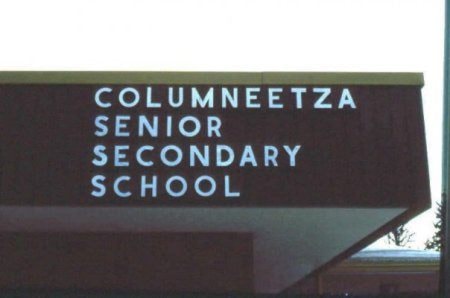 COLUMNEETZA
SENIOR
SECONDARY
SCHOOL